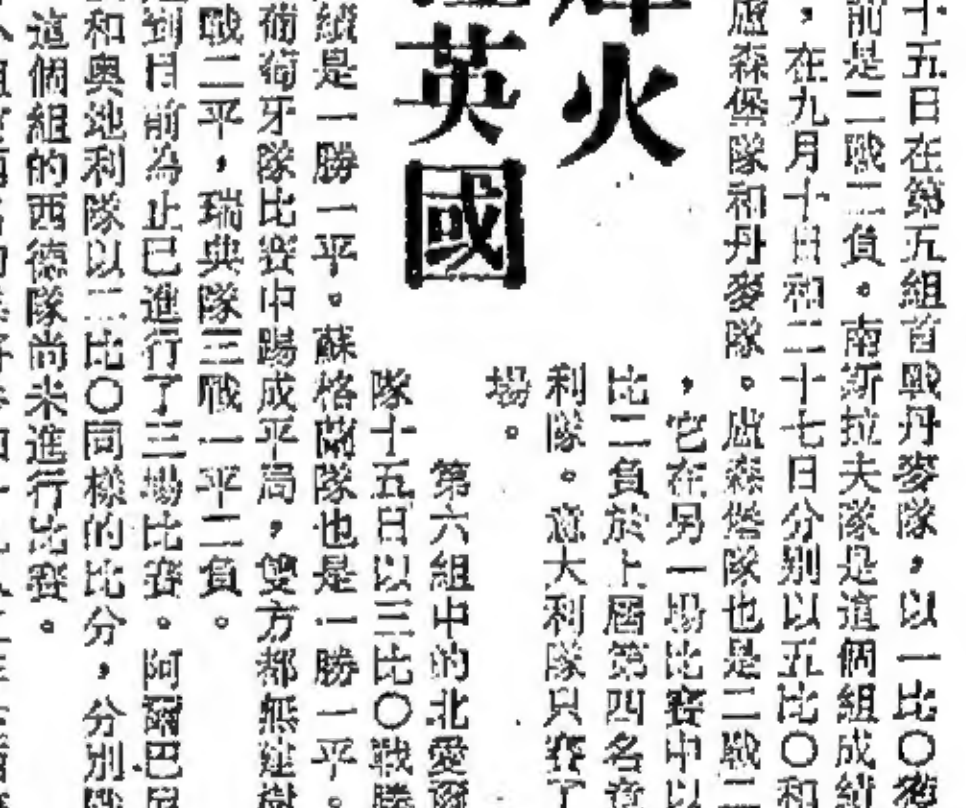 火
英國
十五日在第五組首戰丹麥隊,以一比〇獲
前是二戰二負。南斯拉夫隊是這個組成績
,在九月十日和二十七日分別以五比〇和
盧森堡隊和丹麥隊。盧森堡隊也是二戰二
,它在另一場比賽中以
比二負於上屆第四名意
利隊。意大利隊只賽了
場。
第六組中的北愛爾
隊十五日以三比〇戰勝
績是一勝一平。蘇格蘭隊也是一勝一平。
葡萄牙隊比賽中踢成平局,雙方都無建樹
戰二平,瑞典隊三戰一平二負。
到目前為止已進行了三場比賽。阿爾巴尼
和奧地利隊以二比〇同樣的比分,分別戰
這個組的西德隊尚未進行比賽。